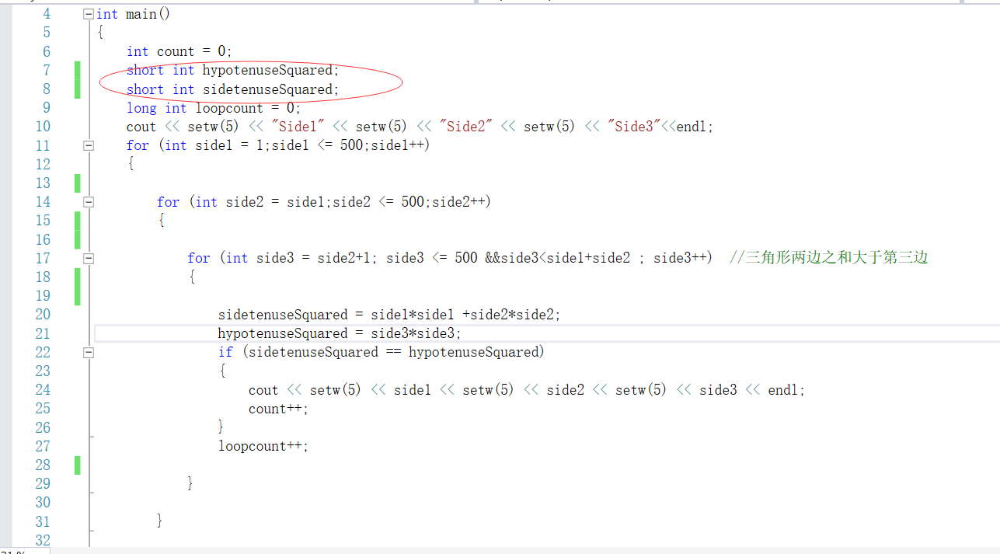 4 int main()
5 {
6 int count = 0;
7 short int hypotenuseSquared;
8 short int sidetenuseSquared;
9 long int loopcount = 0;
10 cout << setw(5) << "Side1" << setw(5) << "Side2" << setw(5) << "Side3"<<endl;
11 for (int side1 = 1;side1 <= 500;side1++)
12 {
13
14 for (int side2 = side1;side2 <= 500;side2++)
15 {
16
17 for (int side3 = side2+1; side3 <= 500 &&side3<side1+side2 ; side3++) //三角形两边之和大于第三边
18 {
19
20 sidetenuseSquared = side1*side1 +side2*side2;
21 hypotenuseSquared = side3*side3;
22 if (sidetenuseSquared == hypotenuseSquared)
23 {
24 cout << setw(5) << side1 << setw(5) << side2 << setw(5) << side3 << endl;
25 count++;
26 }
27 loopcount++;
28
29 }
30
31 }
32